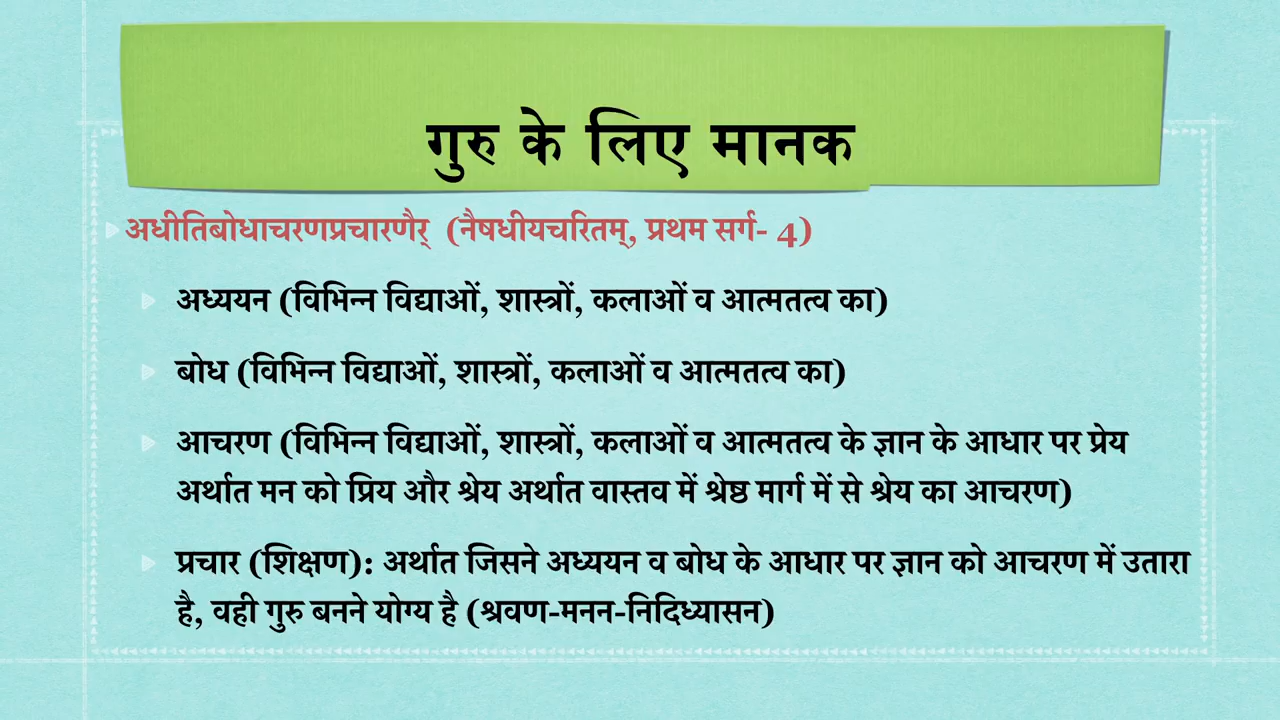 गुरु के लिए मानक
अधीतिबोधाचरणप्रचारणैर् (नैषधीयचरितम्, प्रथम सर्ग- 4)
अध्ययन (विभिन्न विद्याओं, शास्त्रों, कलाओं व आत्मतत्व का)
बोध (विभिन्न विद्याओं, शास्त्रों, कलाओं व आत्मतत्व का)
आचरण (विभिन्न विद्याओं, शास्त्रों, कलाओं व आत्मतत्व के ज्ञान के आधार पर प्रेय
अर्थात मन को प्रिय और श्रेय अर्थात वास्तव में श्रेष्ठ मार्ग में से श्रेय का आचरण)
प्रचार (शिक्षण): अर्थात जिसने अध्ययन व बोध के आधार पर ज्ञान को आचरण में उतारा
है, वही गुरु बनने योग्य है (श्रवण-मनन-निदिध्यासन)